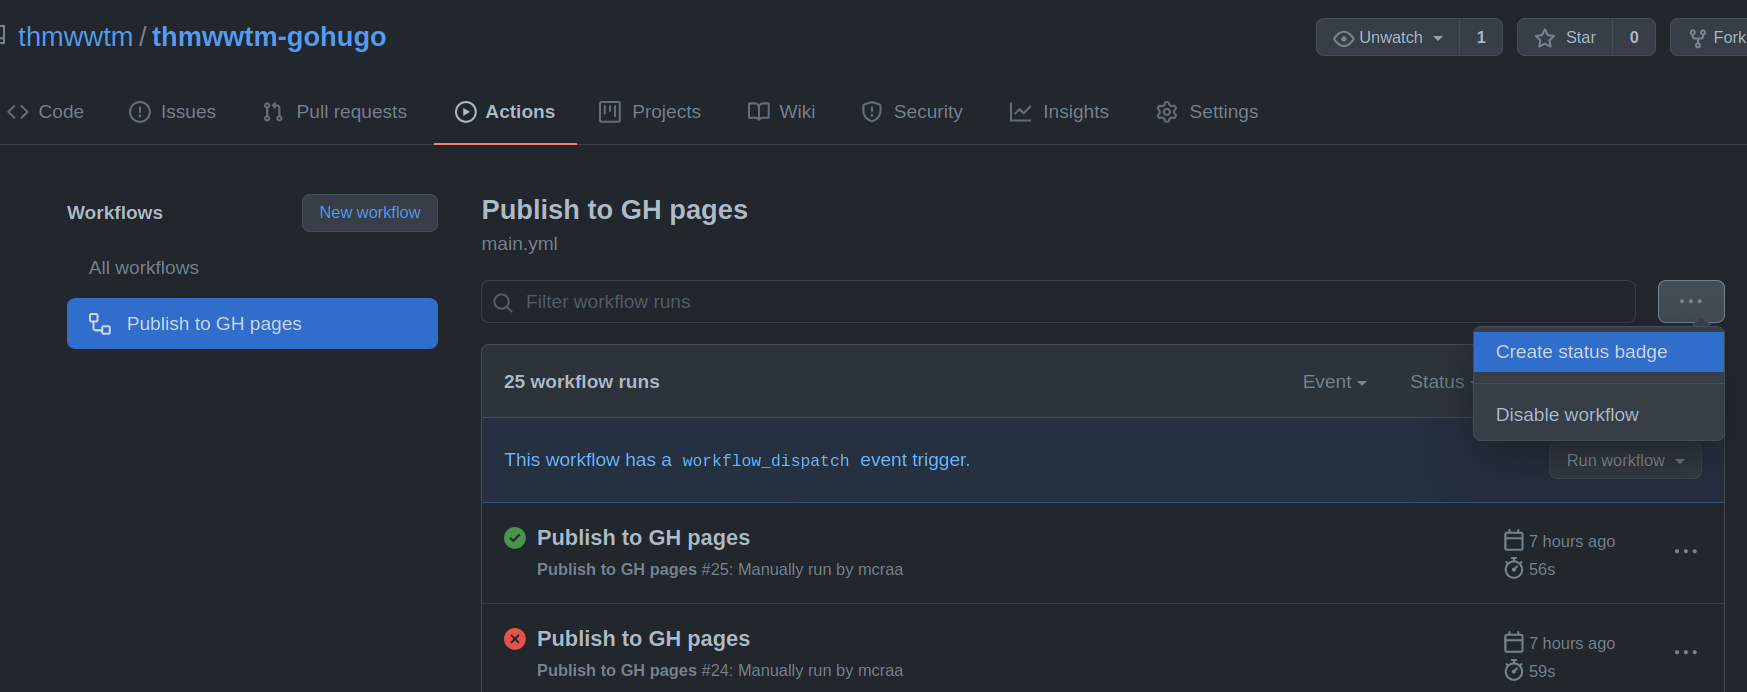 thmwwtm / thmwwtm-gohugo
Unwatch 1
Star 0
Fork
Code
Issues
Pull requests
Actions
Projects
Wiki
Security
Insights
Settings
Workflows
New workflow
All workflows
Publish to GH pages
Publish to GH pages
main.yml
Filter workflow runs
...
Create status badge
Disable workflow
25 workflow runs
Event
Status
This workflow has a workflow_dispatch event trigger.
Run workflow
Publish to GH pages
Publish to GH pages #25: Manually run by mcraa
7 hours ago
56s
...
Publish to GH pages
Publish to GH pages #24: Manually run by mcraa
7 hours ago
59s
...